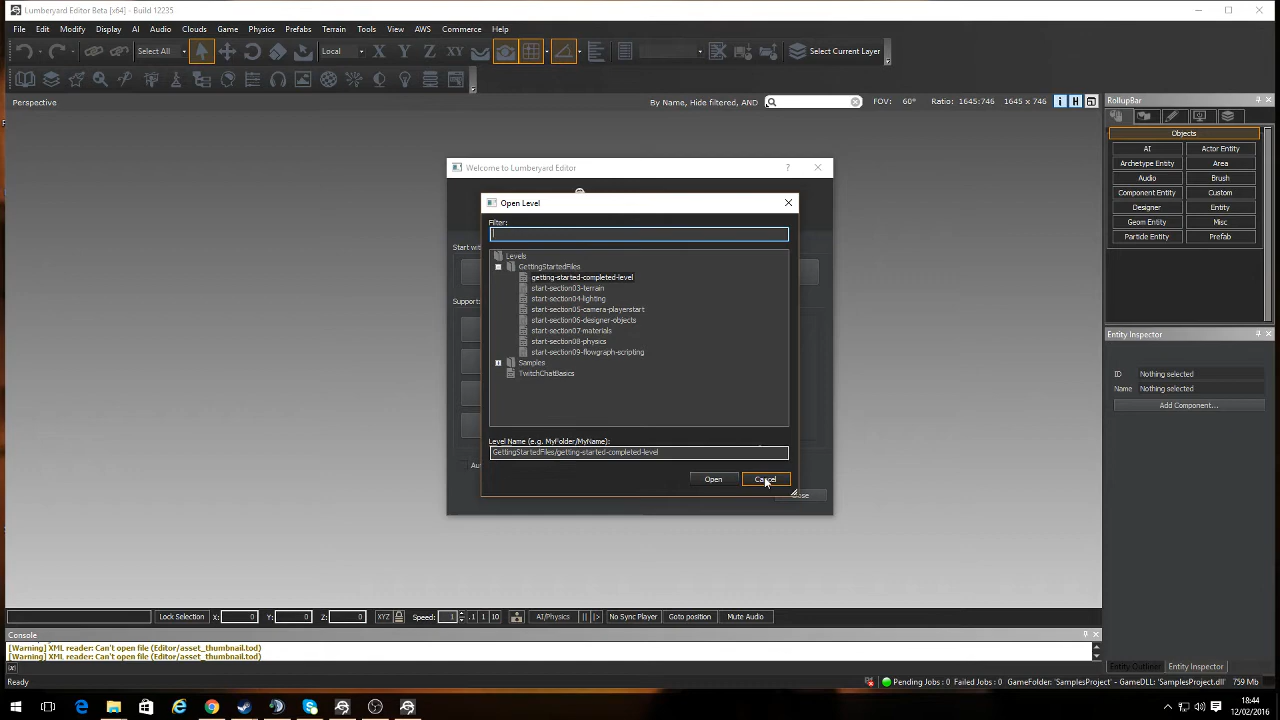 Lumberyard Editor Beta [x64] - Build 12235
File Edit Modify Display AI Audio Clouds Game Physics Prefabs Terrain Tools View AWS Commerce Help
Select All Local X Y Z XY Select Current Layer
Perspective By Name, Hide filtered, AND FOV: 60° Ratio: 1645:746 1645 x 746 i H
RollupBar
Objects
AI Actor Entity
Archetype Entity Area
Audio Brush
Component Entity Custom
Designer Entity
Geom Entity Misc
Particle Entity Prefab
Welcome to Lumberyard Editor ?
Open Level
Filter:
Start wit
Levels
GettingStartedFiles
getting-started-completed-level
start-section03-terrain
start-section04-lighting
Supports
start-section05-camera-playerstart
start-section06-designer-objects
start-section07-materials
start-section08-physics
start-section09-flowgraph-scripting
Samples
TwitchChatBasics
Level Name (e.g. MyFolder/MyName):
GettingStartedFiles/getting-started-completed-level
Au
Open Cancel
Entity Inspector
ID Nothing selected
Name Nothing selected
Add Component...
Lock Selection X: 0 Y: 0 Z: 0 XYZ Speed: 1 .1 1 10 AI/Physics No Sync Player Goto position Mute Audio
Console
[Warning] XML reader: Can't open file (Editor/asset_thumbnail.tod)
[Warning] XML reader: Can't open file (Editor/asset_thumbnail.tod)
Entity Outliner Entity Inspector
Ready Pending Jobs : 0 Failed Jobs : 0 GameFolder: 'SamplesProject' - GameDLL: 'SamplesProject.dll' 759 Mb
18:44
12/02/2016